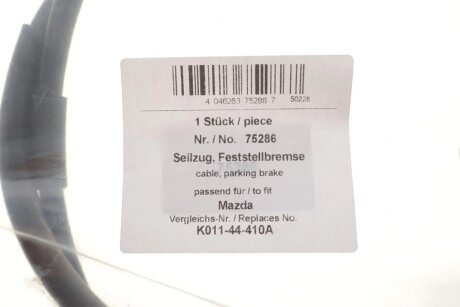 4 046283 75286 7 50228
1 Stück / piece
Nr. / No. 75286
Seilzug, Feststellbremse
cable, parking brake
passend für / to fit
Mazda
Vergleichs-Nr. / Replaces No.
K011-44-410A